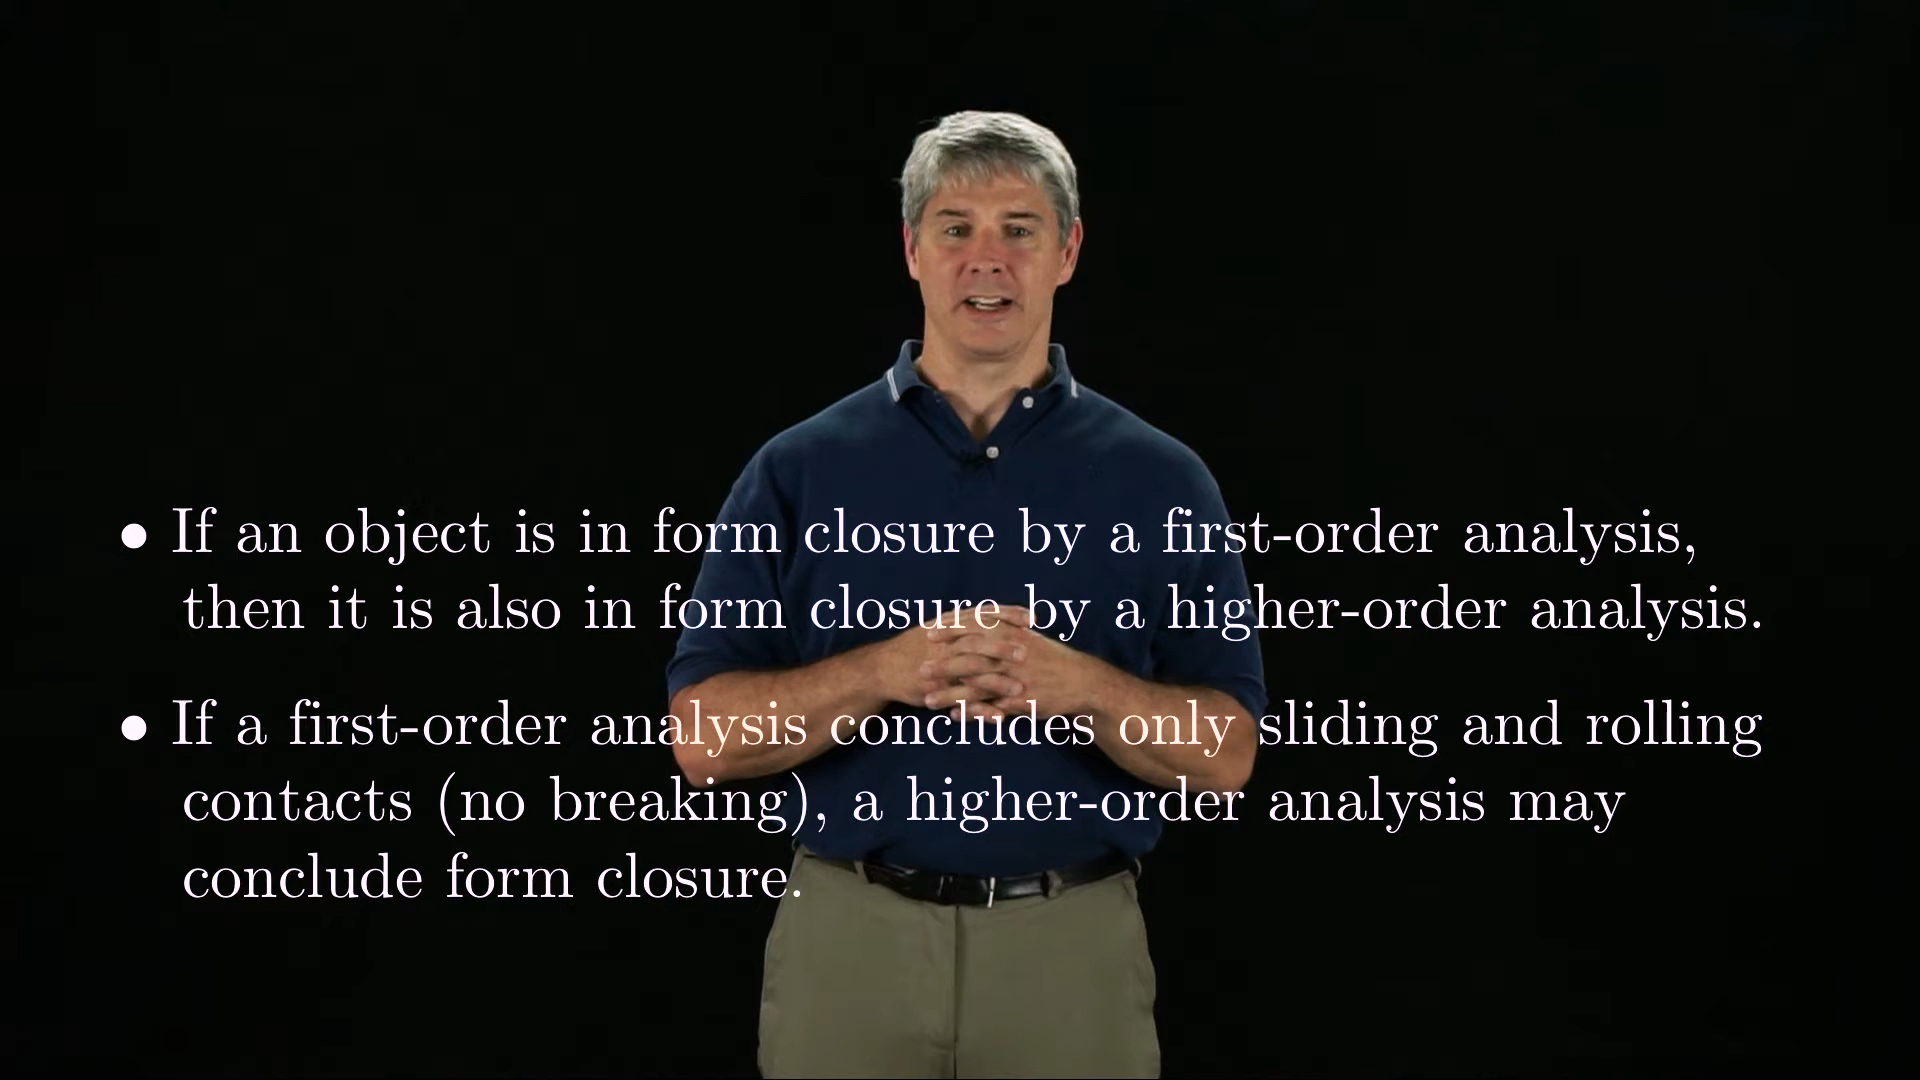 • If an object is in form closure by a first-order analysis,
then it is also in form closure by a higher-order analysis.
• If a first-order analysis concludes only sliding and rolling
contacts (no breaking), a higher-order analysis may
conclude form closure.